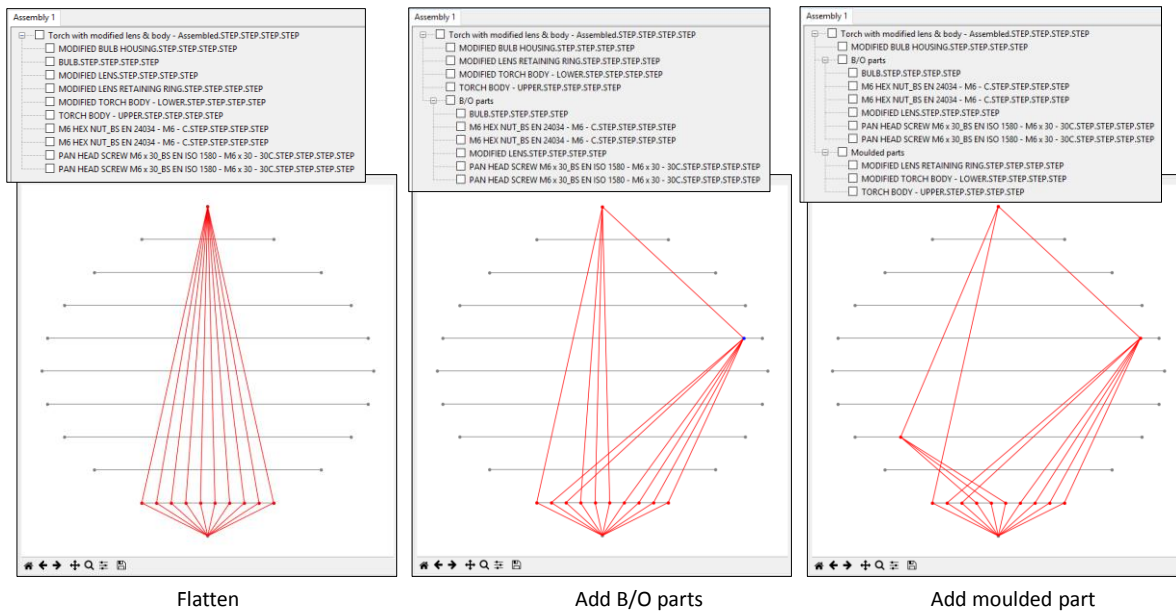 Assembly 1
Torch with modified lens & body - Assembled.STEP.STEP.STEP.STEP
MODIFIED BULB HOUSING.STEP.STEP.STEP.STEP
BULB.STEP.STEP.STEP.STEP
MODIFIED LENS.STEP.STEP.STEP.STEP
MODIFIED LENS RETAINING RING.STEP.STEP.STEP.STEP
MODIFIED TORCH BODY - LOWER.STEP.STEP.STEP.STEP
TORCH BODY - UPPER.STEP.STEP.STEP.STEP
M6 HEX NUT_BS EN 24034 - M6 - C.STEP.STEP.STEP.STEP
M6 HEX NUT_BS EN 24034 - M6 - C.STEP.STEP.STEP.STEP
PAN HEAD SCREW M6 x 30_BS EN ISO 1580 - M6 x 30 - 30C.STEP.STEP.STEP.STEP
PAN HEAD SCREW M6 x 30_BS EN ISO 1580 - M6 x 30 - 30C.STEP.STEP.STEP.STEP
Flatten
Assembly 1
Torch with modified lens & body - Assembled.STEP.STEP.STEP.STEP
MODIFIED BULB HOUSING.STEP.STEP.STEP.STEP
MODIFIED LENS RETAINING RING.STEP.STEP.STEP.STEP
MODIFIED TORCH BODY - LOWER.STEP.STEP.STEP.STEP
TORCH BODY - UPPER.STEP.STEP.STEP.STEP
B/O parts
BULB.STEP.STEP.STEP.STEP
M6 HEX NUT_BS EN 24034 - M6 - C.STEP.STEP.STEP.STEP
M6 HEX NUT_BS EN 24034 - M6 - C.STEP.STEP.STEP.STEP
MODIFIED LENS.STEP.STEP.STEP.STEP
PAN HEAD SCREW M6 x 30_BS EN ISO 1580 - M6 x 30 - 30C.STEP.STEP.STEP.STEP
PAN HEAD SCREW M6 x 30_BS EN ISO 1580 - M6 x 30 - 30C.STEP.STEP.STEP.STEP
Add B/O parts
Assembly 1
Torch with modified lens & body - Assembled.STEP.STEP.STEP.STEP
MODIFIED BULB HOUSING.STEP.STEP.STEP.STEP
B/O parts
BULB.STEP.STEP.STEP.STEP
M6 HEX NUT_BS EN 24034 - M6 - C.STEP.STEP.STEP.STEP
M6 HEX NUT_BS EN 24034 - M6 - C.STEP.STEP.STEP.STEP
MODIFIED LENS.STEP.STEP.STEP.STEP
PAN HEAD SCREW M6 x 30_BS EN ISO 1580 - M6 x 30 - 30C.STEP.STEP.STEP.STEP
PAN HEAD SCREW M6 x 30_BS EN ISO 1580 - M6 x 30 - 30C.STEP.STEP.STEP.STEP
Moulded parts
MODIFIED LENS RETAINING RING.STEP.STEP.STEP.STEP
MODIFIED TORCH BODY - LOWER.STEP.STEP.STEP.STEP
TORCH BODY - UPPER.STEP.STEP.STEP.STEP
Add moulded part